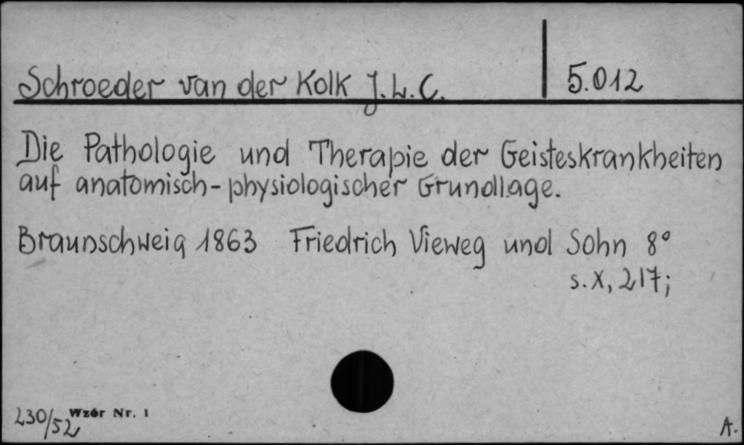 Schroeder van der Kolk J.L.C. 5.012
Die Pathologie und Therapie der Geisteskrankheiten
auf anatomisch-physiologischer Grundlage.
Braunschweig 1863 Friedrich Vieweg und Sohn 8°
s.X, 217;
230/52 Wzór Nr. 1
A.